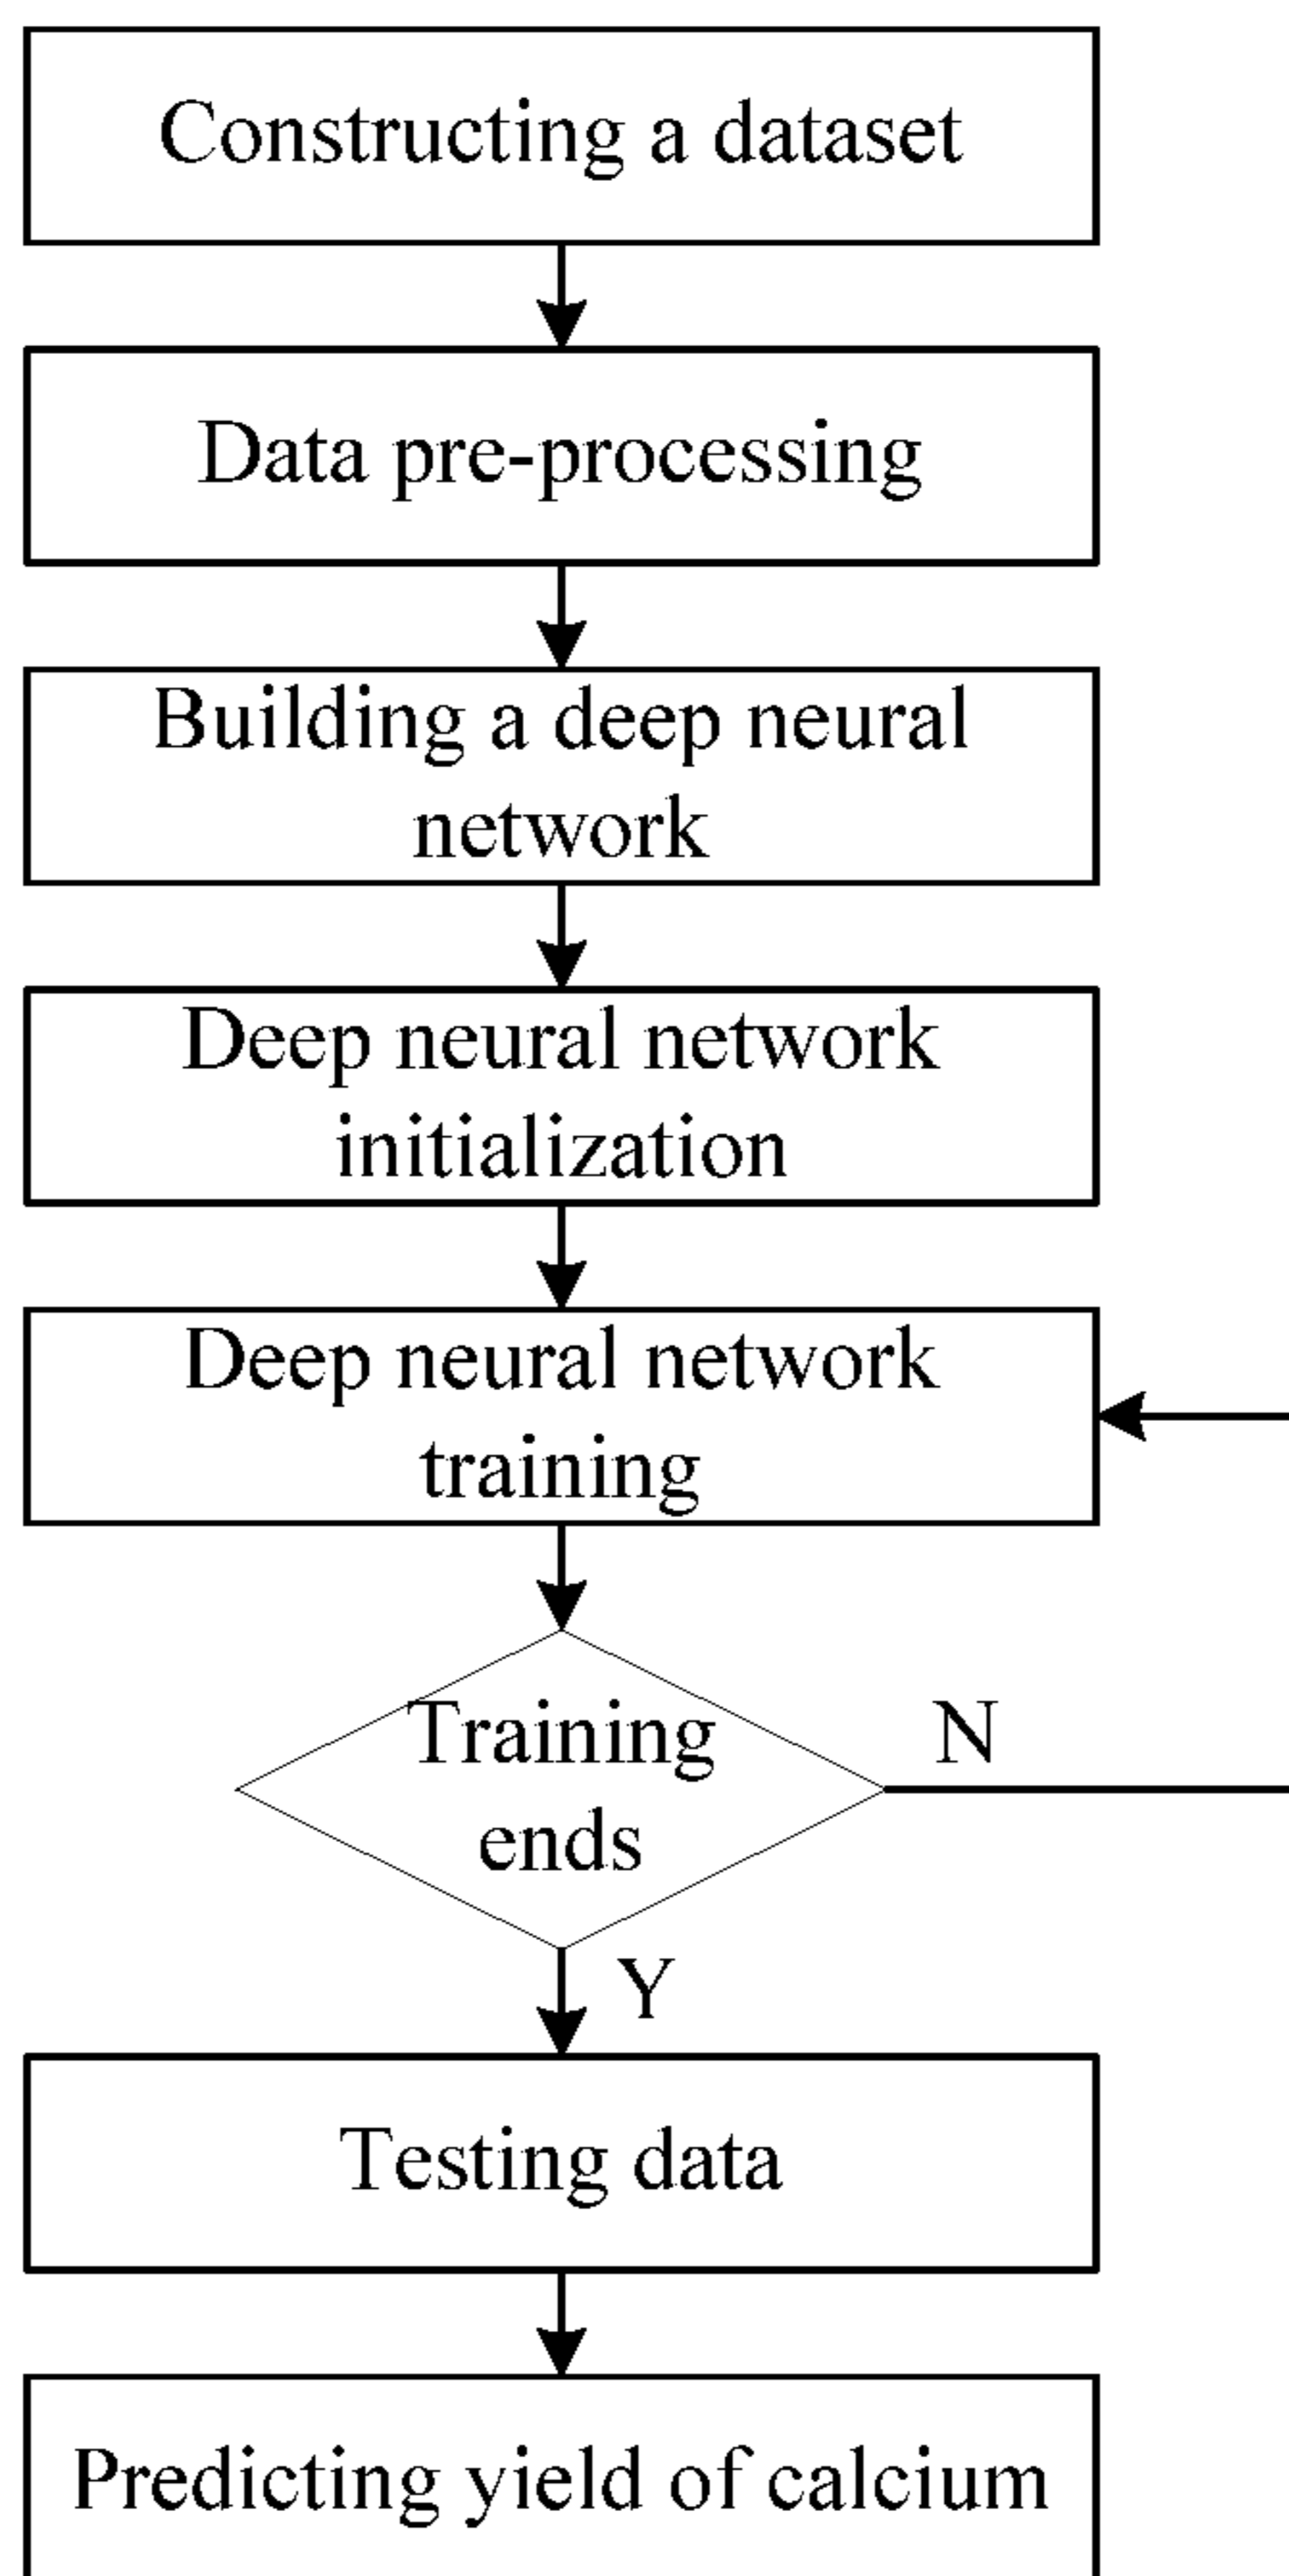 Constructing a dataset
Data pre-processing
Building a deep neural
network
Deep neural network
initialization
Deep neural network
training
Training
ends
N
Y
Testing data
Predicting yield of calcium